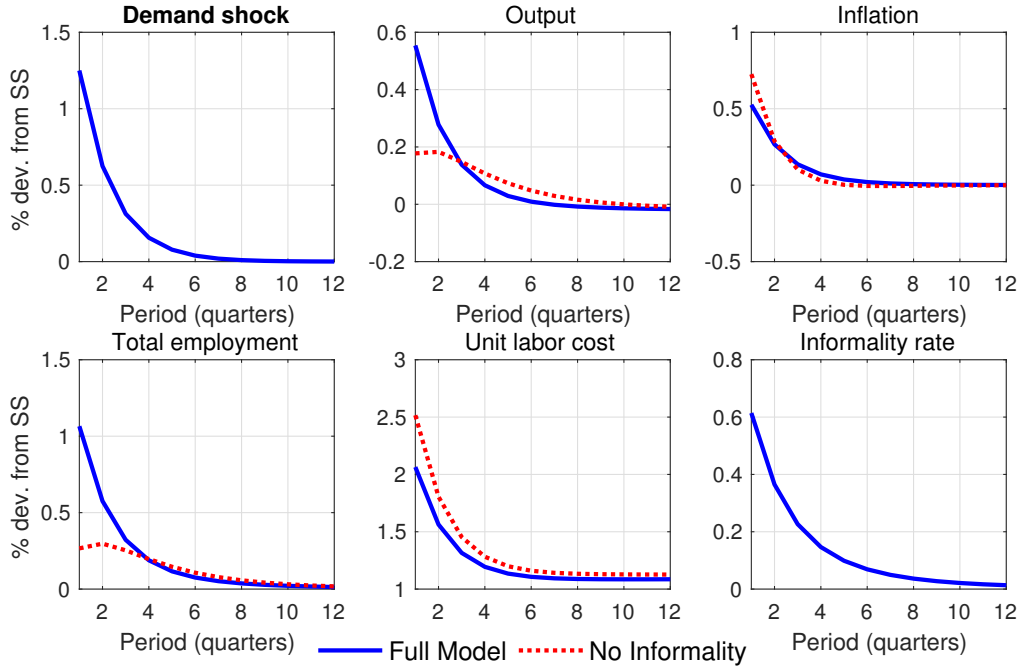 Demand shock
1.5
1
0.5
0
2 4 6 8 10 12
Period (quarters)
% dev. from SS
Output
0.6
0.4
0.2
0
-0.2
2 4 6 8 10 12
Period (quarters)
Inflation
1
0.5
0
-0.5
2 4 6 8 10 12
Period (quarters)
Total employment
1.5
1
0.5
0
2 4 6 8 10 12
Period (quarters)
% dev. from SS
Unit labor cost
3
2.5
2
1.5
1
2 4 6 8 10 12
Period (quarters)
Informality rate
0.8
0.6
0.4
0.2
0
2 4 6 8 10 12
Period (quarters)
Full Model No Informality